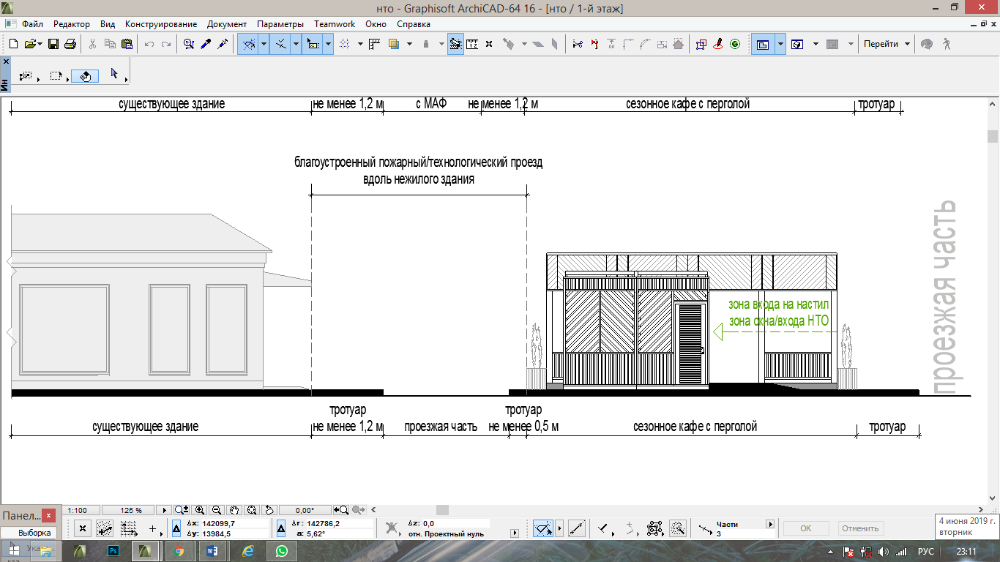 нто - Graphisoft ArchiCAD-64 16 - [нто / 1-й этаж]
Файл Редактор Вид Конструирование Документ Параметры Teamwork Окно Справка
Перейти
Ин
существующее здание не менее 1,2 м с МАФ не менее 1,2 м сезонное кафе с перголой тротуар
благоустроенный пожарный/технологический проезд
вдоль нежилого здания
проезжая часть
зона входа на настил
зона окна/входа НТО
тротуар тротуар
существующее здание не менее 1,2 м проезжая часть не менее 0,5 м сезонное кафе с перголой тротуар
Панел...
1:100 125 % 0,00°
Выборка
Δx: 142099,7 Δr: 142786,2 Δz: 0,0 Части
Δy: 13984,5 a: 5,62° отн. Проектный нуль 3
ОК Отменить
4 июня 2019 г.
вторник
Ps
РУС 23:11